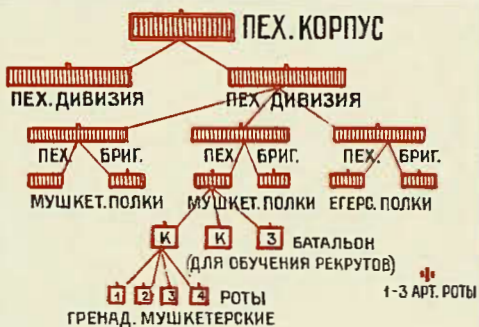 ПЕХ. КОРПУС
ПЕХ. ДИВИЗИЯ ПЕХ. ДИВИЗИЯ
ПЕХ. БРИГ. ПЕХ. БРИГ. ПЕХ. БРИГ.
МУШКЕТ. ПОЛКИ МУШКЕТ. ПОЛКИ ЕГЕРС. ПОЛКИ
К К З БАТАЛЬОН
(ДЛЯ ОБУЧЕНИЯ РЕКРУТОВ)
1 2 3 4 РОТЫ
1-3 АРТ. РОТЫ
ГРЕНАД. МУШКЕТЕРСКИЕ